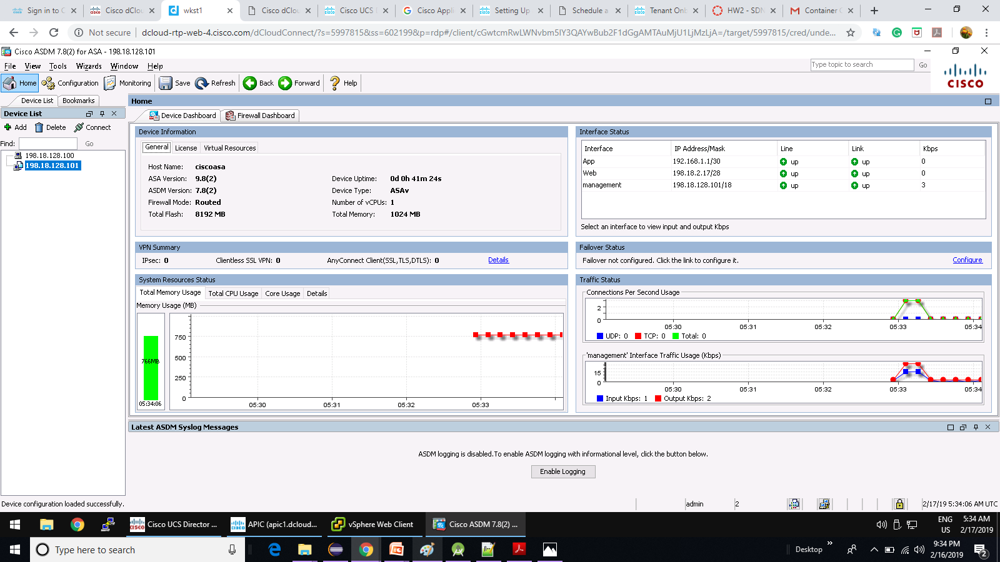 Sign in to C
Cisco dClou
wkst1
Cisco dClou
Cisco UCS D
Cisco Appli
Setting Up
Schedule a
Tenant Onb
HW2 - SDN
Container C
Not secure
dcloud-rtp-web-4.cisco.com/dCloudConnect/?s=5997815&ss=602199&p=rdp#/client/cGwtcmRwLWNvbm5lY3QAYwBub2F1dGgAMTAuMjU1LjMzLjA=/target/5997815/cred/unde...
Cisco ASDM 7.8(2) for ASA - 198.18.128.101
File View Tools Wizards Window Help
Type topic to search Go
Home Configuration Monitoring Save Refresh Back Forward Help
CISCO
Device List Bookmarks
Home
Device List
Device Dashboard Firewall Dashboard
Add Delete Connect
Find: Go
198.18.128.100
198.18.128.101
Device Information
General License Virtual Resources
Host Name: ciscoasa
ASA Version: 9.8(2) Device Uptime: 0d 0h 41m 24s
ASDM Version: 7.8(2) Device Type: ASAv
Firewall Mode: Routed Number of vCPUs: 1
Total Flash: 8192 MB Total Memory: 1024 MB
Interface Status
Interface IP Address/Mask Line Link Kbps
App 192.168.1.1/30 up up 0
Web 198.18.2.17/28 up up 0
management 198.18.128.101/18 up up 3
Select an interface to view input and output Kbps
VPN Summary
IPsec: 0 Clientless SSL VPN: 0 AnyConnect Client(SSL,TLS,DTLS): 0 Details
Failover Status
Failover not configured. Click the link to configure it. Configure
System Resources Status
Total Memory Usage Total CPU Usage Core Usage Details
Memory Usage (MB)
766MB
05:34:06
750
500
250
0
05:30 05:31 05:32 05:33
Traffic Status
Connections Per Second Usage
2
0
05:30 05:31 05:32 05:33 05:34
UDP: 0 TCP: 0 Total: 0
'management' Interface Traffic Usage (Kbps)
15
0
05:30 05:31 05:32 05:33 05:34
Input Kbps: 1 Output Kbps: 2
Latest ASDM Syslog Messages
ASDM logging is disabled.To enable ASDM logging with informational level, click the button below.
Enable Logging
Device configuration loaded successfully.
admin 2 2/17/19 5:34:06 AM UTC
Cisco UCS Director ...
APIC (apic1.dcloud...
vSphere Web Client
Cisco ASDM 7.8(2) ...
ENG 5:34 AM
US 2/17/2019
Type here to search
Desktop
9:34 PM
2/16/2019
2